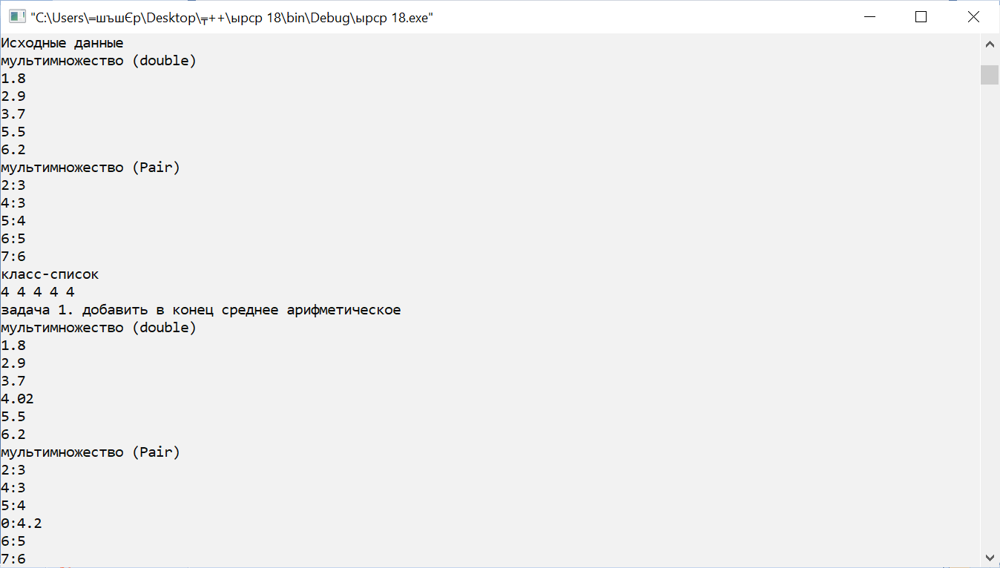 "C:\Users\═шъшЄр\Desktop\╤++\ырср 18\bin\Debug\ырср 18.exe"
Исходные данные
мультимножество (double)
1.8
2.9
3.7
5.5
6.2
мультимножество (Pair)
2:3
4:3
5:4
6:5
7:6
класс-список
4 4 4 4 4
задача 1. добавить в конец среднее арифметическое
мультимножество (double)
1.8
2.9
3.7
4.02
5.5
6.2
мультимножество (Pair)
2:3
4:3
5:4
0:4.2
6:5
7:6